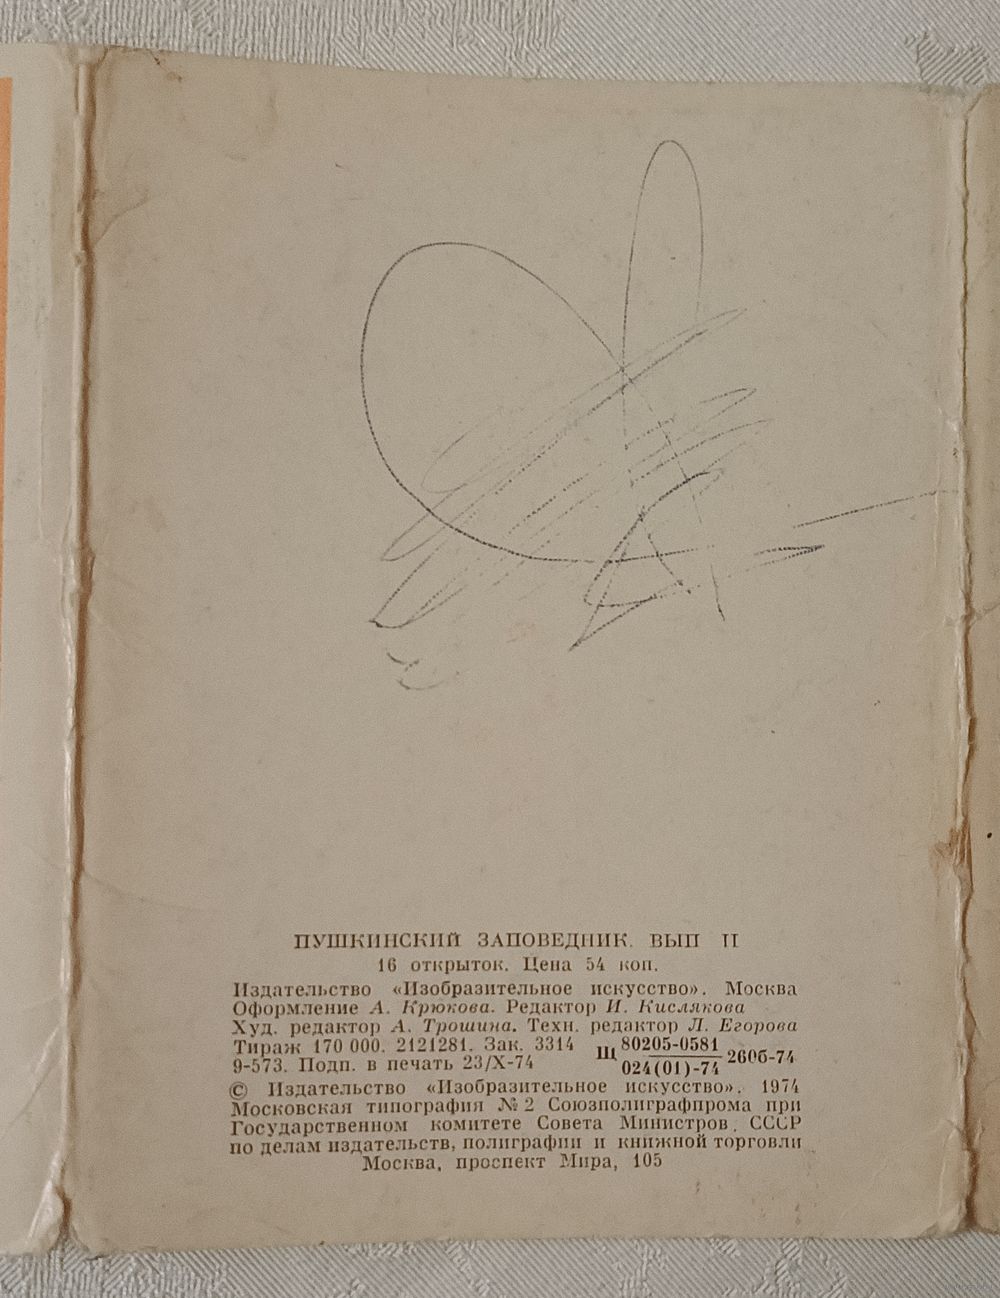 ПУШКИНСКИЙ ЗАПОВЕДНИК. ВЫП II
16 открыток. Цена 54 коп.
Издательство «Изобразительное искусство». Москва
Оформление А. Крюкова. Редактор И. Кислякова
Худ. редактор А. Трошина. Техн. редактор Л. Егорова
Тираж 170 000. 2121281. Зак. 3314
9-573. Подп. в печать 23/X-74
Щ 80205-0581
024(01)-74 260б-74
© Издательство «Изобразительное искусство». 1974
Московская типография № 2 Союзполиграфпрома при
Государственном комитете Совета Министров. СССР
по делам издательств, полиграфии и книжной торговли
Москва, проспект Мира, 105